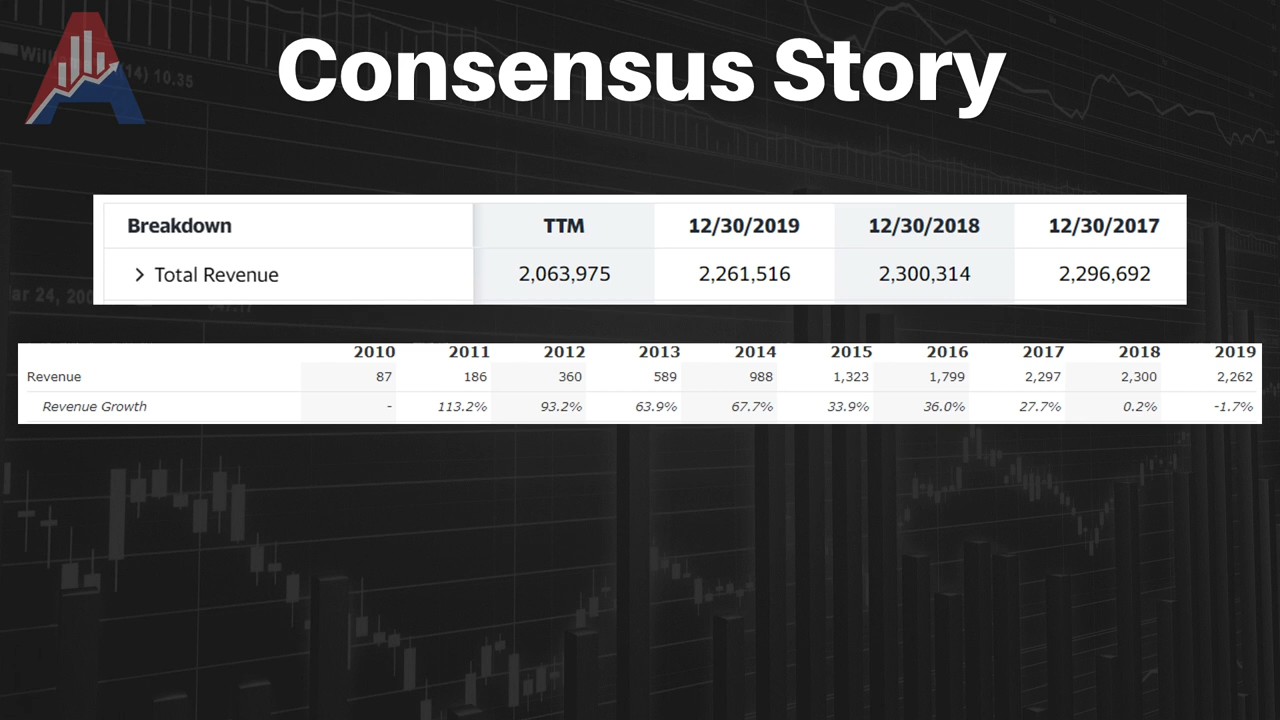 Consensus Story
14) 10.35
Breakdown TTM 12/30/2019 12/30/2018 12/30/2017
> Total Revenue 2,063,975 2,261,516 2,300,314 2,296,692
2010 2011 2012 2013 2014 2015 2016 2017 2018 2019
Revenue 87 186 360 589 988 1,323 1,799 2,297 2,300 2,262
Revenue Growth - 113.2% 93.2% 63.9% 67.7% 33.9% 36.0% 27.7% 0.2% -1.7%